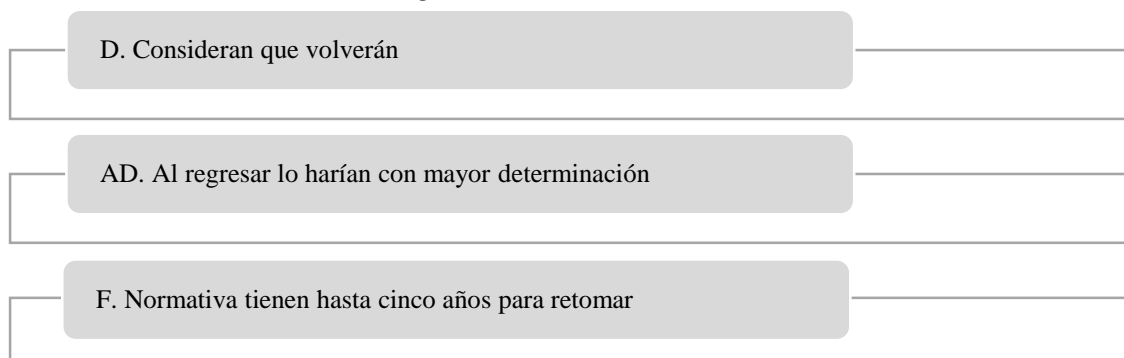 D. Consideran que volverán
AD. Al regresar lo harían con mayor determinación
F. Normativa tienen hasta cinco años para retomar